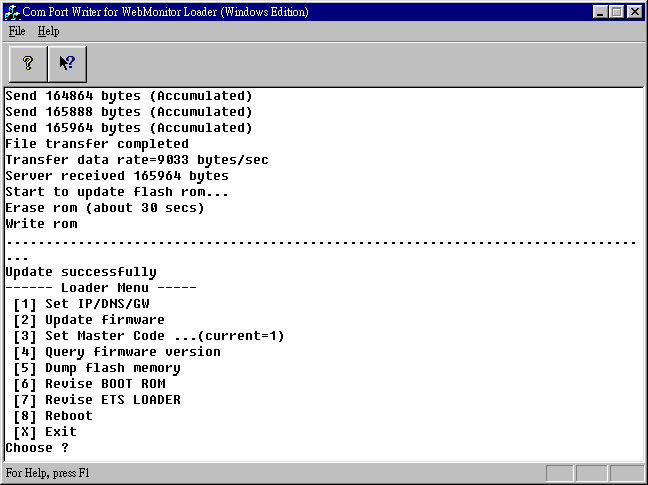 Com Port Writer for WebMonitor Loader (Windows Edition)
File Help
Send 164864 bytes (Accumulated)
Send 165888 bytes (Accumulated)
Send 165964 bytes (Accumulated)
File transfer completed
Transfer data rate=9033 bytes/sec
Server received 165964 bytes
Start to update flash rom...
Erase rom (about 30 secs)
Write rom
...............................................................................
...
Update successfully
------ Loader Menu -----
[1] Set IP/DNS/GW
[2] Update firmware
[3] Set Master Code ...(current=1)
[4] Query firmware version
[5] Dump flash memory
[6] Revise BOOT ROM
[7] Revise ETS LOADER
[8] Reboot
[X] Exit
Choose ?
For Help, press F1